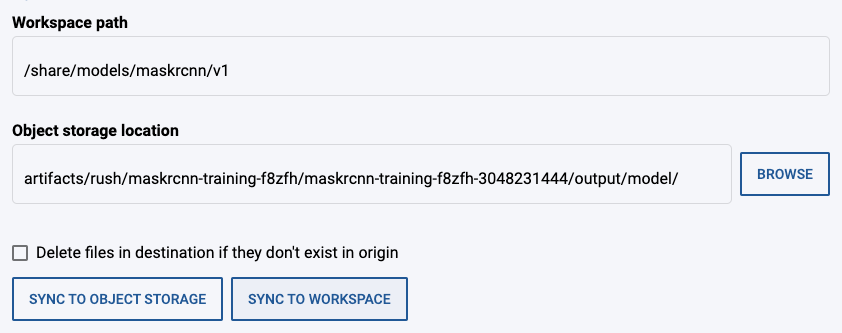 Workspace path
/share/models/maskrcnn/v1
Object storage location
artifacts/rush/maskrcnn-training-f8zfh/maskrcnn-training-f8zfh-3048231444/output/model/
BROWSE
Delete files in destination if they don't exist in origin
SYNC TO OBJECT STORAGE
SYNC TO WORKSPACE